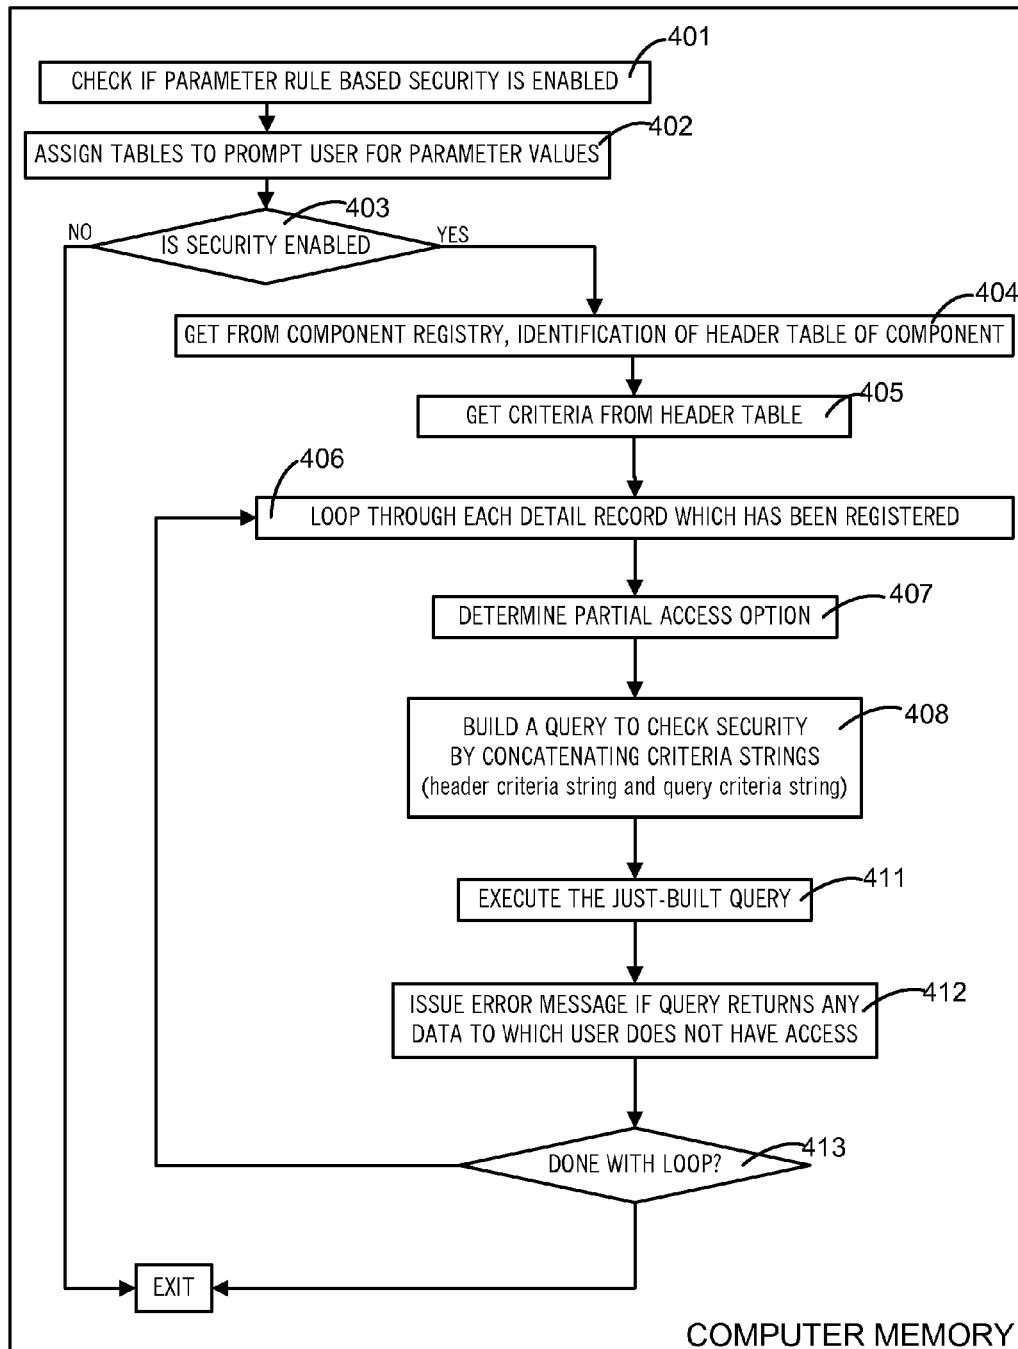 401
CHECK IF PARAMETER RULE BASED SECURITY IS ENABLED
402
ASSIGN TABLES TO PROMPT USER FOR PARAMETER VALUES
403
NO
IS SECURITY ENABLED
YES
404
GET FROM COMPONENT REGISTRY, IDENTIFICATION OF HEADER TABLE OF COMPONENT
405
GET CRITERIA FROM HEADER TABLE
406
LOOP THROUGH EACH DETAIL RECORD WHICH HAS BEEN REGISTERED
407
DETERMINE PARTIAL ACCESS OPTION
408
BUILD A QUERY TO CHECK SECURITY
BY CONCATENATING CRITERIA STRINGS
(header criteria string and query criteria string)
411
EXECUTE THE JUST-BUILT QUERY
412
ISSUE ERROR MESSAGE IF QUERY RETURNS ANY
DATA TO WHICH USER DOES NOT HAVE ACCESS
413
DONE WITH LOOP?
EXIT
COMPUTER MEMORY